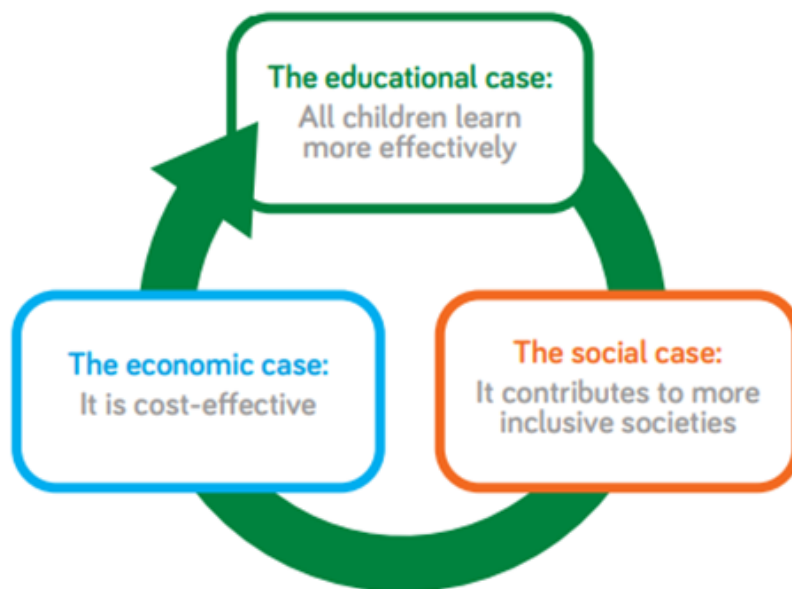 The educational case:
All children learn
more effectively
The economic case:
It is cost-effective
The social case:
It contributes to more
inclusive societies